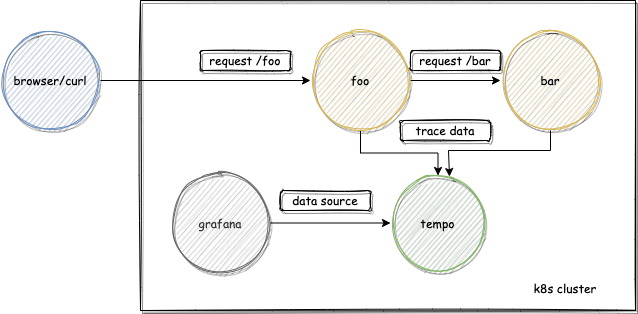 request /foo
request /bar
browser/curl
foo
bar
trace data
data source
grafana
tempo
k8s cluster